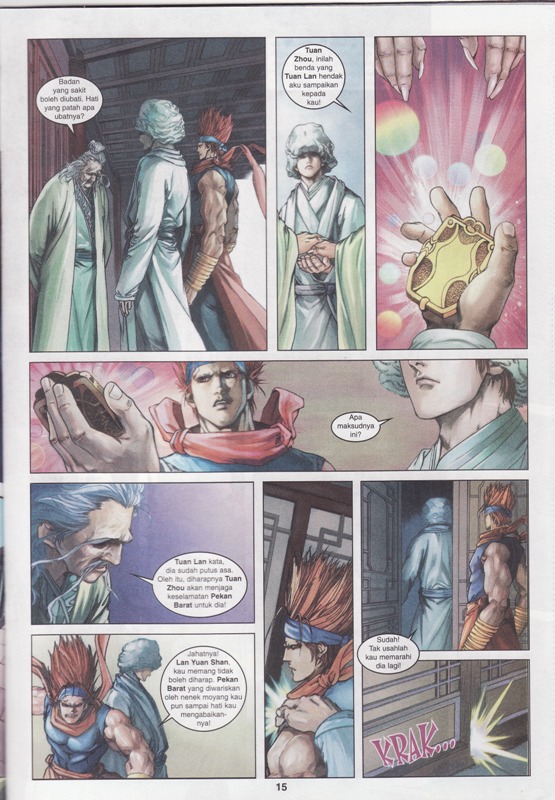 Badan
yang sakit
boleh diubati. Hati
yang patah apa
ubatnya?
Tuan
Zhou, inilah
benda yang
Tuan Lan hendak
aku sampaikan
kepada
kau!
Apa
maksudnya
ini?
Tuan Lan kata,
dia sudah putus asa.
Oleh itu, diharapnya Tuan
Zhou akan menjaga
keselamatan Pekan
Barat untuk dia!
Jahatnya!
Lan Yuan Shan,
kau memang tidak
boleh diharap. Pekan
Barat yang diwariskan
oleh nenek moyang kau
pun sampai hati kau
mengabaikan-
nya!
Sudah!
Tak usahlah
kau memarahi
dia lagi!
KRAK...
15